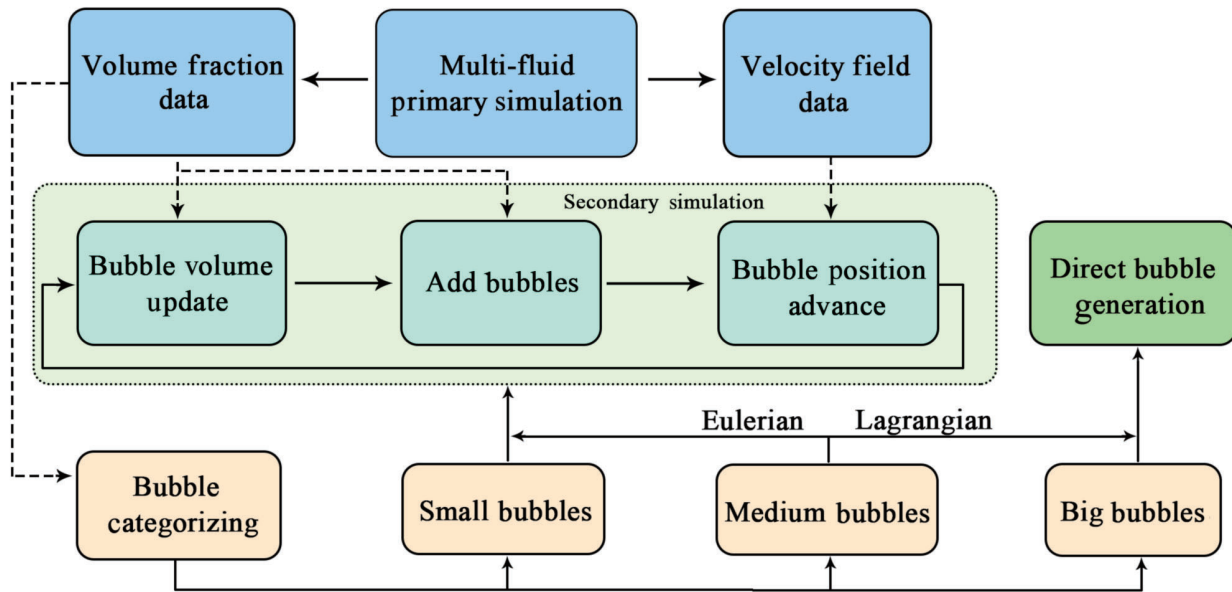 Volume fraction
data
Multi-fluid
primary simulation
Velocity field
data
Secondary simulation
Bubble volume
update
Add bubbles
Bubble position
advance
Direct bubble
generation
Eulerian
Lagrangian
Bubble
categorizing
Small bubbles
Medium bubbles
Big bubbles